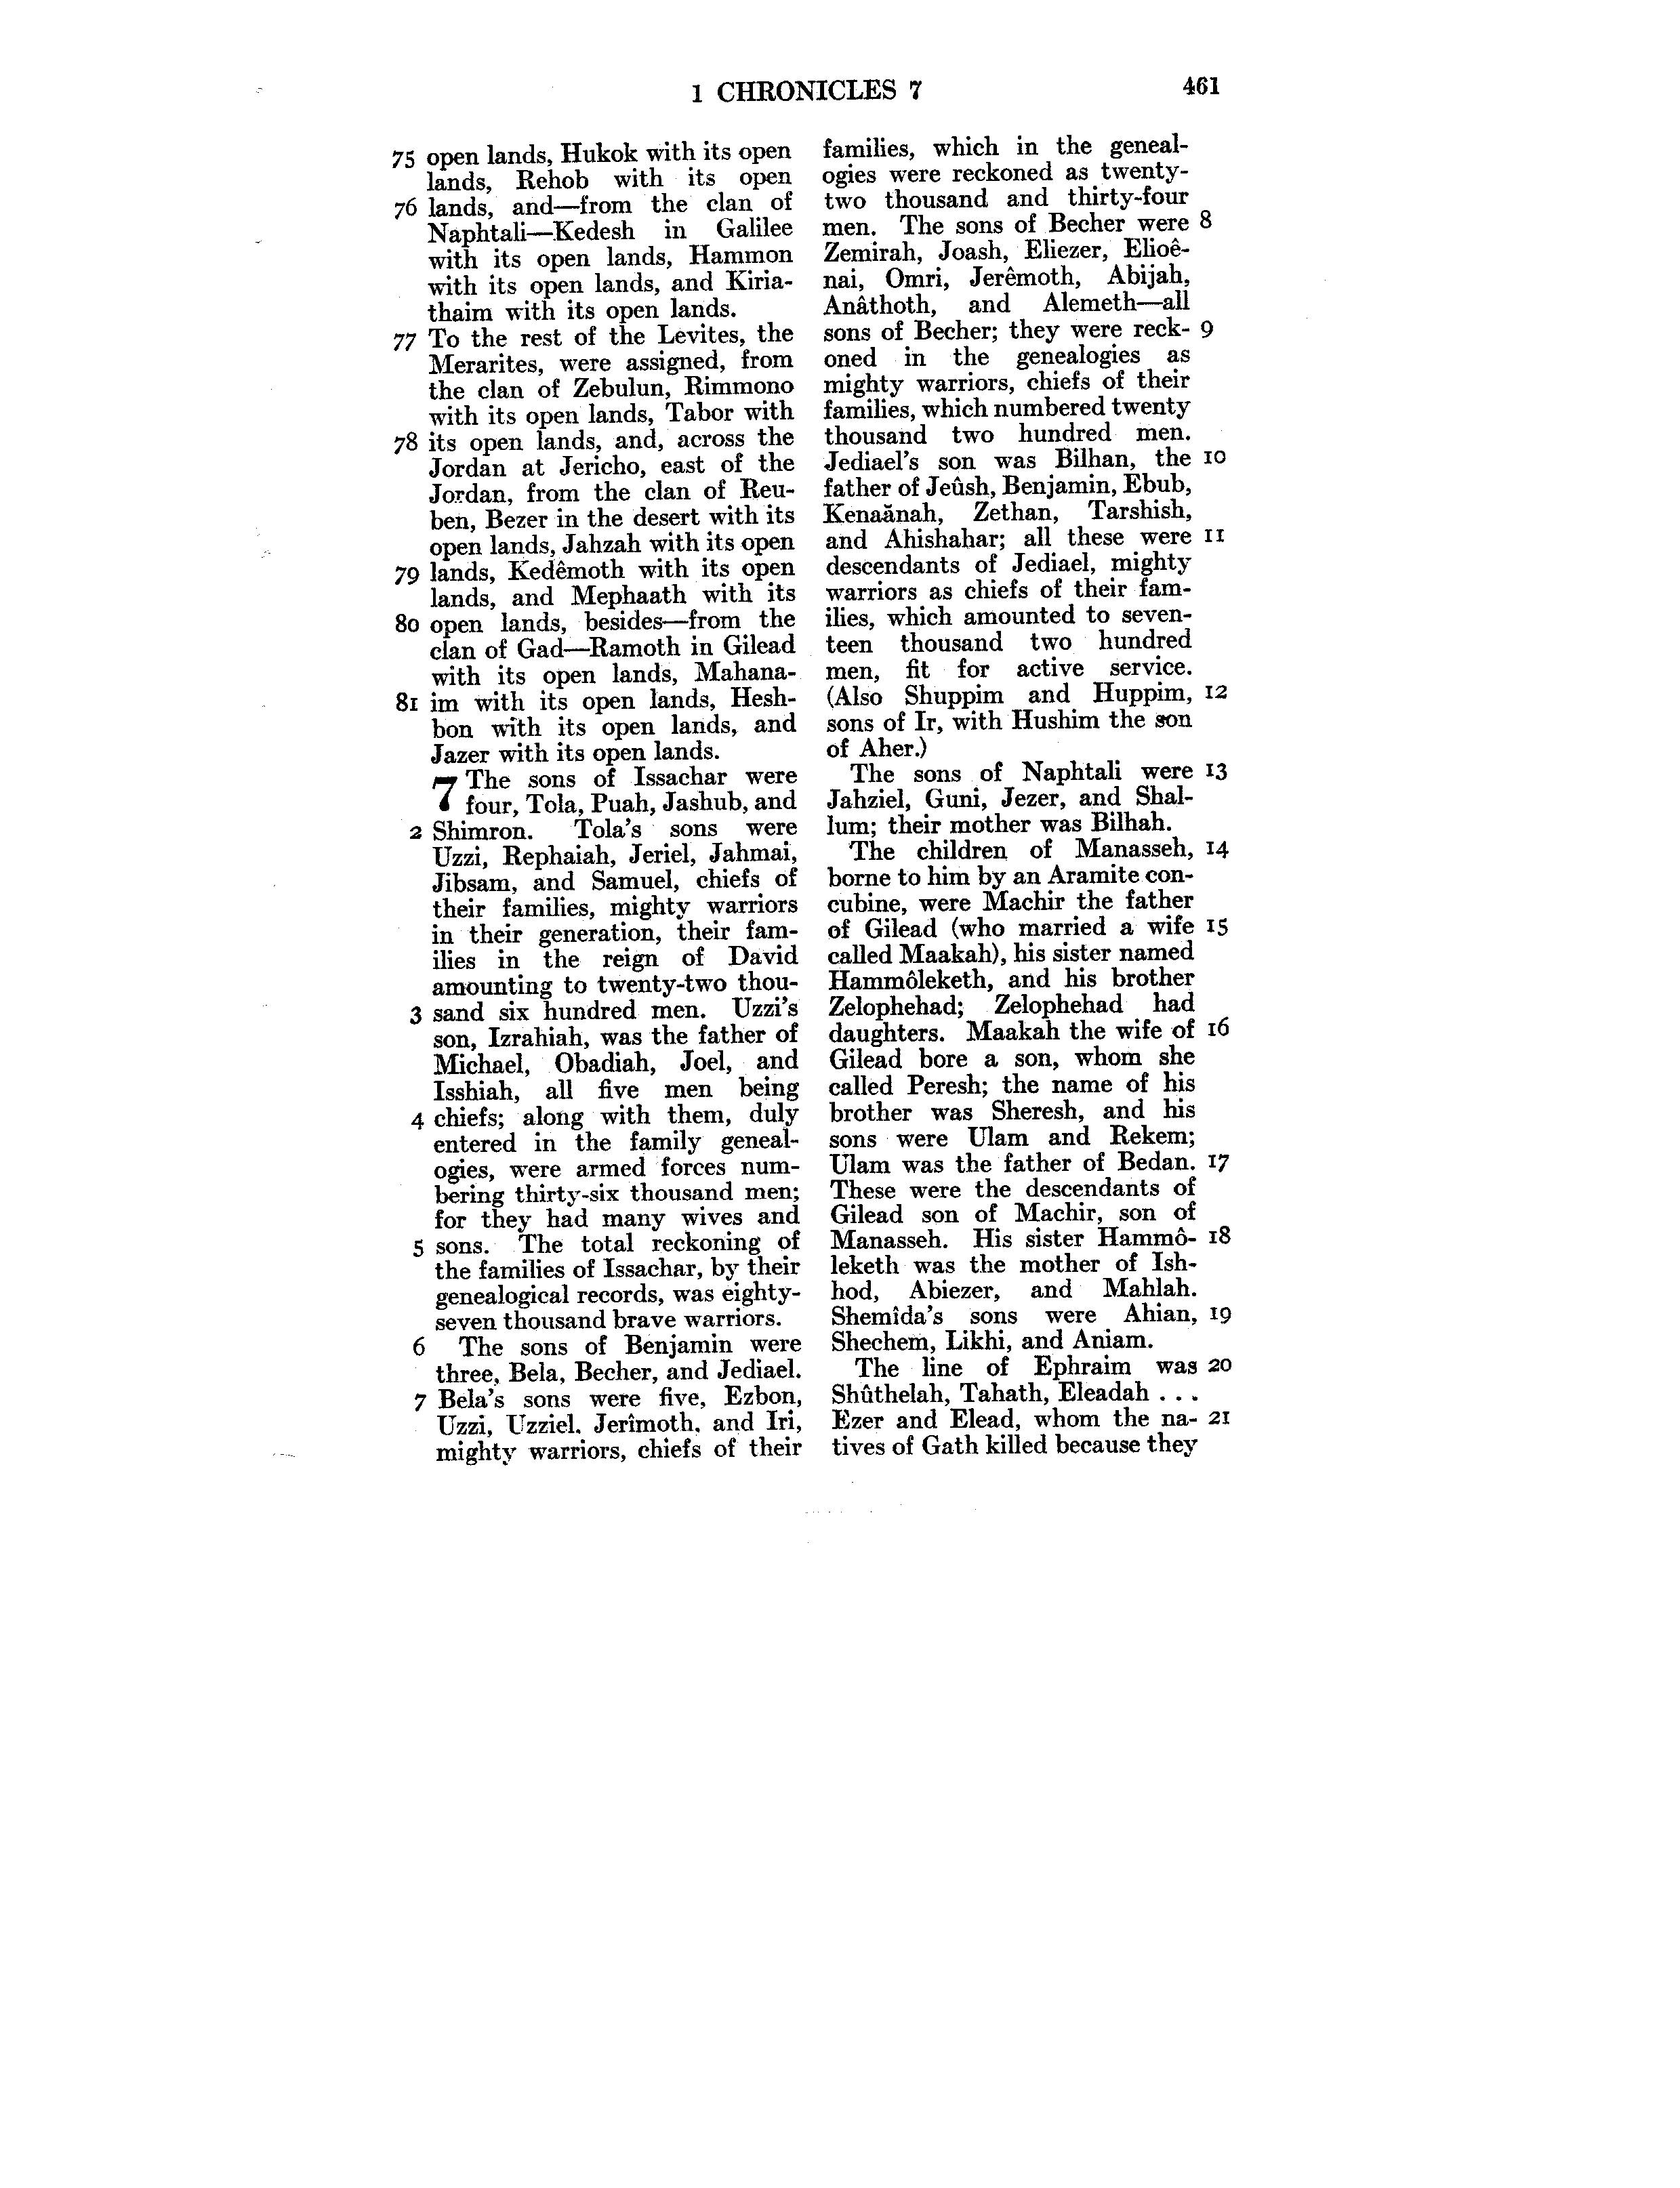 1 CHRONICLES 7 461
75 open lands, Hukok with its open
lands, Rehob with its open
76 lands, and—from the clan of
Naphtali—Kedesh in Galilee
with its open lands, Hammon
with its open lands, and Kiria-
thaim with its open lands.
77 To the rest of the Levites, the
Merarites, were assigned, from
the clan of Zebulun, Rimmono
with its open lands, Tabor with
78 its open lands, and, across the
Jordan at Jericho, east of the
Jordan, from the clan of Reu-
ben, Bezer in the desert with its
open lands, Jahzah with its open
79 lands, Kedêmoth with its open
lands, and Mephaath with its
80 open lands, besides—from the
clan of Gad—Ramoth in Gilead
with its open lands, Mahana-
81 im with its open lands, Hesh-
bon with its open lands, and
Jazer with its open lands.
7 The sons of Issachar were
four, Tola, Puah, Jashub, and
2 Shimron. Tola's sons were
Uzzi, Rephaiah, Jeriel, Jahmai,
Jibsam, and Samuel, chiefs of
their families, mighty warriors
in their generation, their fam-
ilies in the reign of David
amounting to twenty-two thou-
3 sand six hundred men. Uzzi's
son, Izrahiah, was the father of
Michael, Obadiah, Joel, and
Isshiah, all five men being
4 chiefs; along with them, duly
entered in the family geneal-
ogies, were armed forces num-
bering thirty-six thousand men;
for they had many wives and
5 sons. The total reckoning of
the families of Issachar, by their
genealogical records, was eighty-
seven thousand brave warriors.
6 The sons of Benjamin were
three, Bela, Becher, and Jediael.
7 Bela's sons were five, Ezbon,
Uzzi, Uzziel, Jerîmoth, and Iri,
mighty warriors, chiefs of their
families, which in the geneal-
ogies were reckoned as twenty-
two thousand and thirty-four
men. The sons of Becher were 8
Zemirah, Joash, Eliezer, Elioê-
nai, Omri, Jerêmoth, Abijah,
Anâthoth, and Alemeth—all
sons of Becher; they were reck- 9
oned in the genealogies as
mighty warriors, chiefs of their
families, which numbered twenty
thousand two hundred men.
Jediael's son was Bilhan, the 10
father of Jeûsh, Benjamin, Ebub,
Kenaănah, Zethan, Tarshish,
and Ahishahar; all these were 11
descendants of Jediael, mighty
warriors as chiefs of their fam-
ilies, which amounted to seven-
teen thousand two hundred
men, fit for active service.
(Also Shuppim and Huppim, 12
sons of Ir, with Hushim the son
of Aher.)
The sons of Naphtali were 13
Jahziel, Guni, Jezer, and Shal-
lum; their mother was Bilhah.
The children of Manasseh, 14
borne to him by an Aramite con-
cubine, were Machir the father
of Gilead (who married a wife 15
called Maakah), his sister named
Hammôleketh, and his brother
Zelophehad; Zelophehad had
daughters. Maakah the wife of 16
Gilead bore a son, whom she
called Peresh; the name of his
brother was Sheresh, and his
sons were Ulam and Rekem;
Ulam was the father of Bedan. 17
These were the descendants of
Gilead son of Machir, son of
Manasseh. His sister Hammô- 18
leketh was the mother of Ish-
hod, Abiezer, and Mahlah.
Shemîda's sons were Ahian, 19
Shechem, Likhi, and Aniam.
The line of Ephraim was 20
Shûthelah, Tahath, Eleadah . . .
Ezer and Elead, whom the na- 21
tives of Gath killed because they